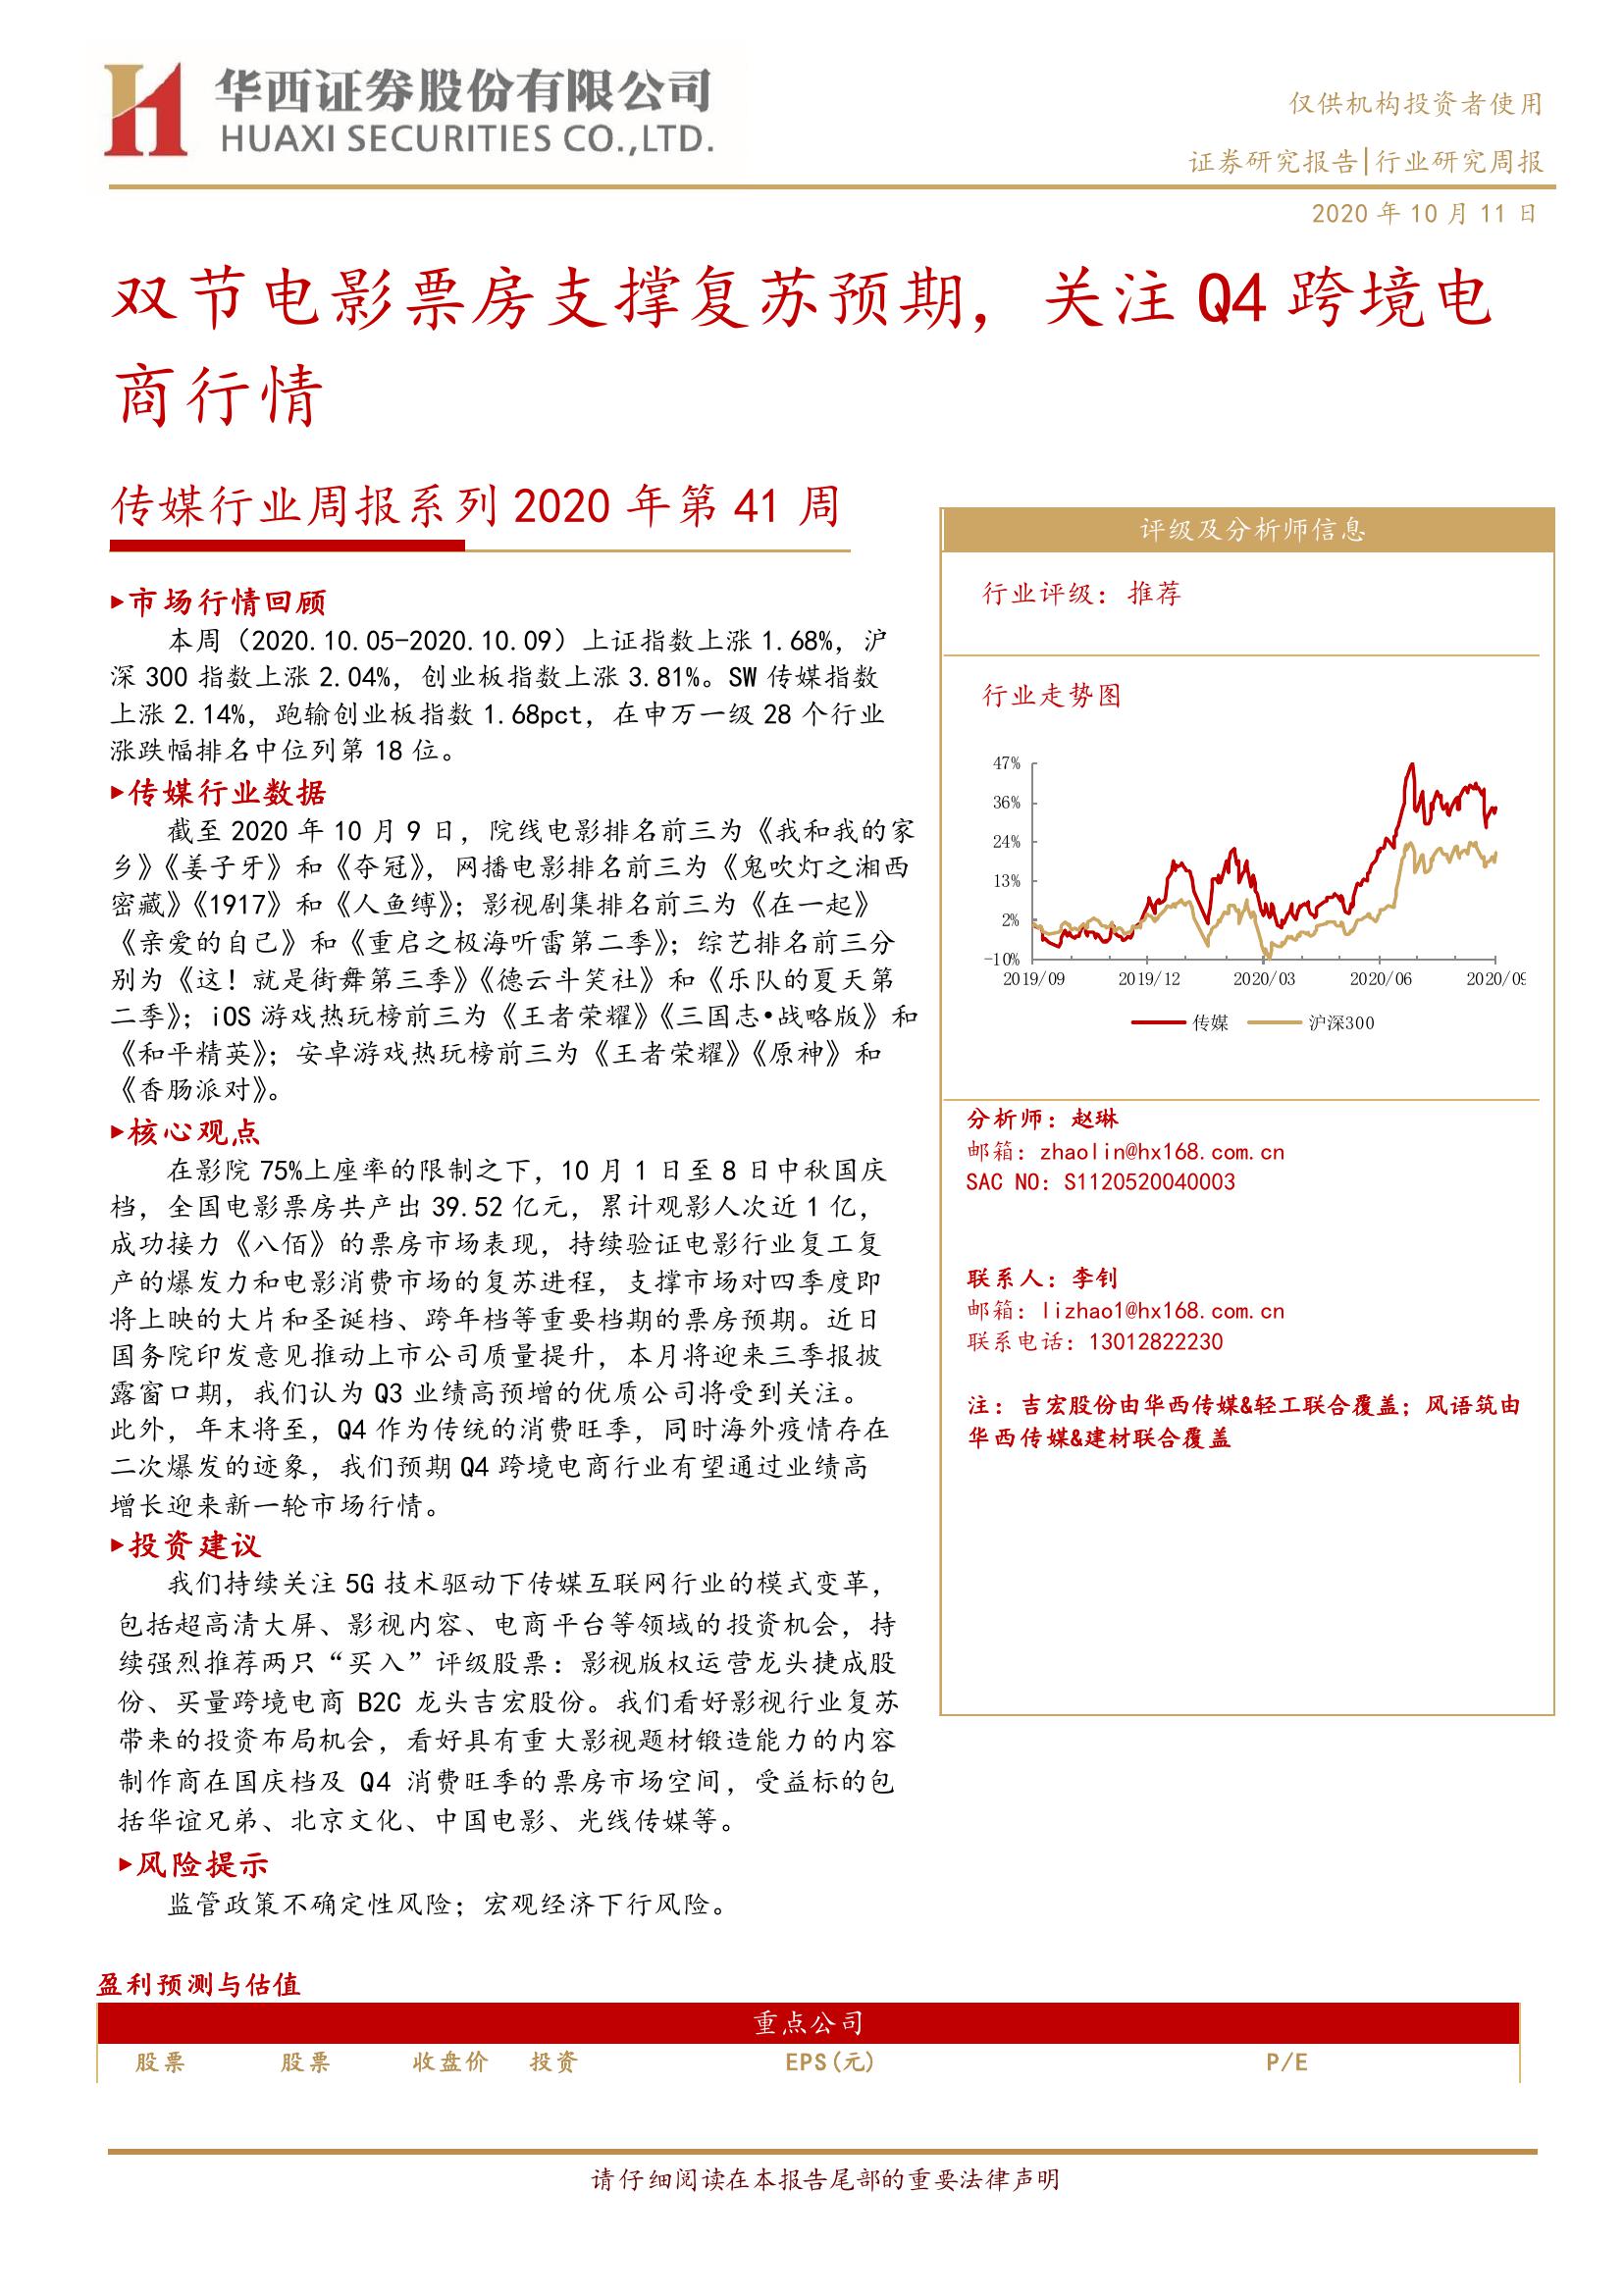 华西证券股份有限公司
HUAXI SECURITIES CO.,LTD.
仅供机构投资者使用
证券研究报告|行业研究周报
2020 年 10 月 11 日
双节电影票房支撑复苏预期，关注 Q4 跨境电
商行情
传媒行业周报系列 2020 年第 41 周
▸市场行情回顾
本周（2020.10.05-2020.10.09）上证指数上涨 1.68%，沪
深 300 指数上涨 2.04%，创业板指数上涨 3.81%。SW 传媒指数
上涨 2.14%，跑输创业板指数 1.68pct，在申万一级 28 个行业
涨跌幅排名中位列第 18 位。
▸传媒行业数据
截至 2020 年 10 月 9 日，院线电影排名前三为《我和我的家
乡》《姜子牙》和《夺冠》，网播电影排名前三为《鬼吹灯之湘西
密藏》《1917》和《人鱼缚》；影视剧集排名前三为《在一起》
《亲爱的自己》和《重启之极海听雷第二季》；综艺排名前三分
别为《这！就是街舞第三季》《德云斗笑社》和《乐队的夏天第
二季》；iOS 游戏热玩榜前三为《王者荣耀》《三国志•战略版》和
《和平精英》；安卓游戏热玩榜前三为《王者荣耀》《原神》和
《香肠派对》。
▸核心观点
在影院 75%上座率的限制之下，10 月 1 日至 8 日中秋国庆
档，全国电影票房共产出 39.52 亿元，累计观影人次近 1 亿，
成功接力《八佰》的票房市场表现，持续验证电影行业复工复
产的爆发力和电影消费市场的复苏进程，支撑市场对四季度即
将上映的大片和圣诞档、跨年档等重要档期的票房预期。近日
国务院印发意见推动上市公司质量提升，本月将迎来三季报披
露窗口期，我们认为 Q3 业绩高预增的优质公司将受到关注。
此外，年末将至，Q4 作为传统的消费旺季，同时海外疫情存在
二次爆发的迹象，我们预期 Q4 跨境电商行业有望通过业绩高
增长迎来新一轮市场行情。
▸投资建议
我们持续关注 5G 技术驱动下传媒互联网行业的模式变革，
包括超高清大屏、影视内容、电商平台等领域的投资机会，持
续强烈推荐两只“买入”评级股票：影视版权运营龙头捷成股
份、买量跨境电商 B2C 龙头吉宏股份。我们看好影视行业复苏
带来的投资布局机会，看好具有重大影视题材锻造能力的内容
制作商在国庆档及 Q4 消费旺季的票房市场空间，受益标的包
括华谊兄弟、北京文化、中国电影、光线传媒等。
▸风险提示
监管政策不确定性风险；宏观经济下行风险。
评级及分析师信息
行业评级：推荐
行业走势图
47%
36%
24%
13%
2%
-10%
2019/09 2019/12 2020/03 2020/06 2020/09
传媒 沪深300
分析师：赵琳
邮箱：zhaolin@hx168.com.cn
SAC NO：S1120520040003
联系人：李钊
邮箱：lizhao1@hx168.com.cn
联系电话：13012822230
注：吉宏股份由华西传媒&轻工联合覆盖；风语筑由
华西传媒&建材联合覆盖
盈利预测与估值
重点公司
股票 股票 收盘价 投资 EPS(元) P/E
请仔细阅读在本报告尾部的重要法律声明